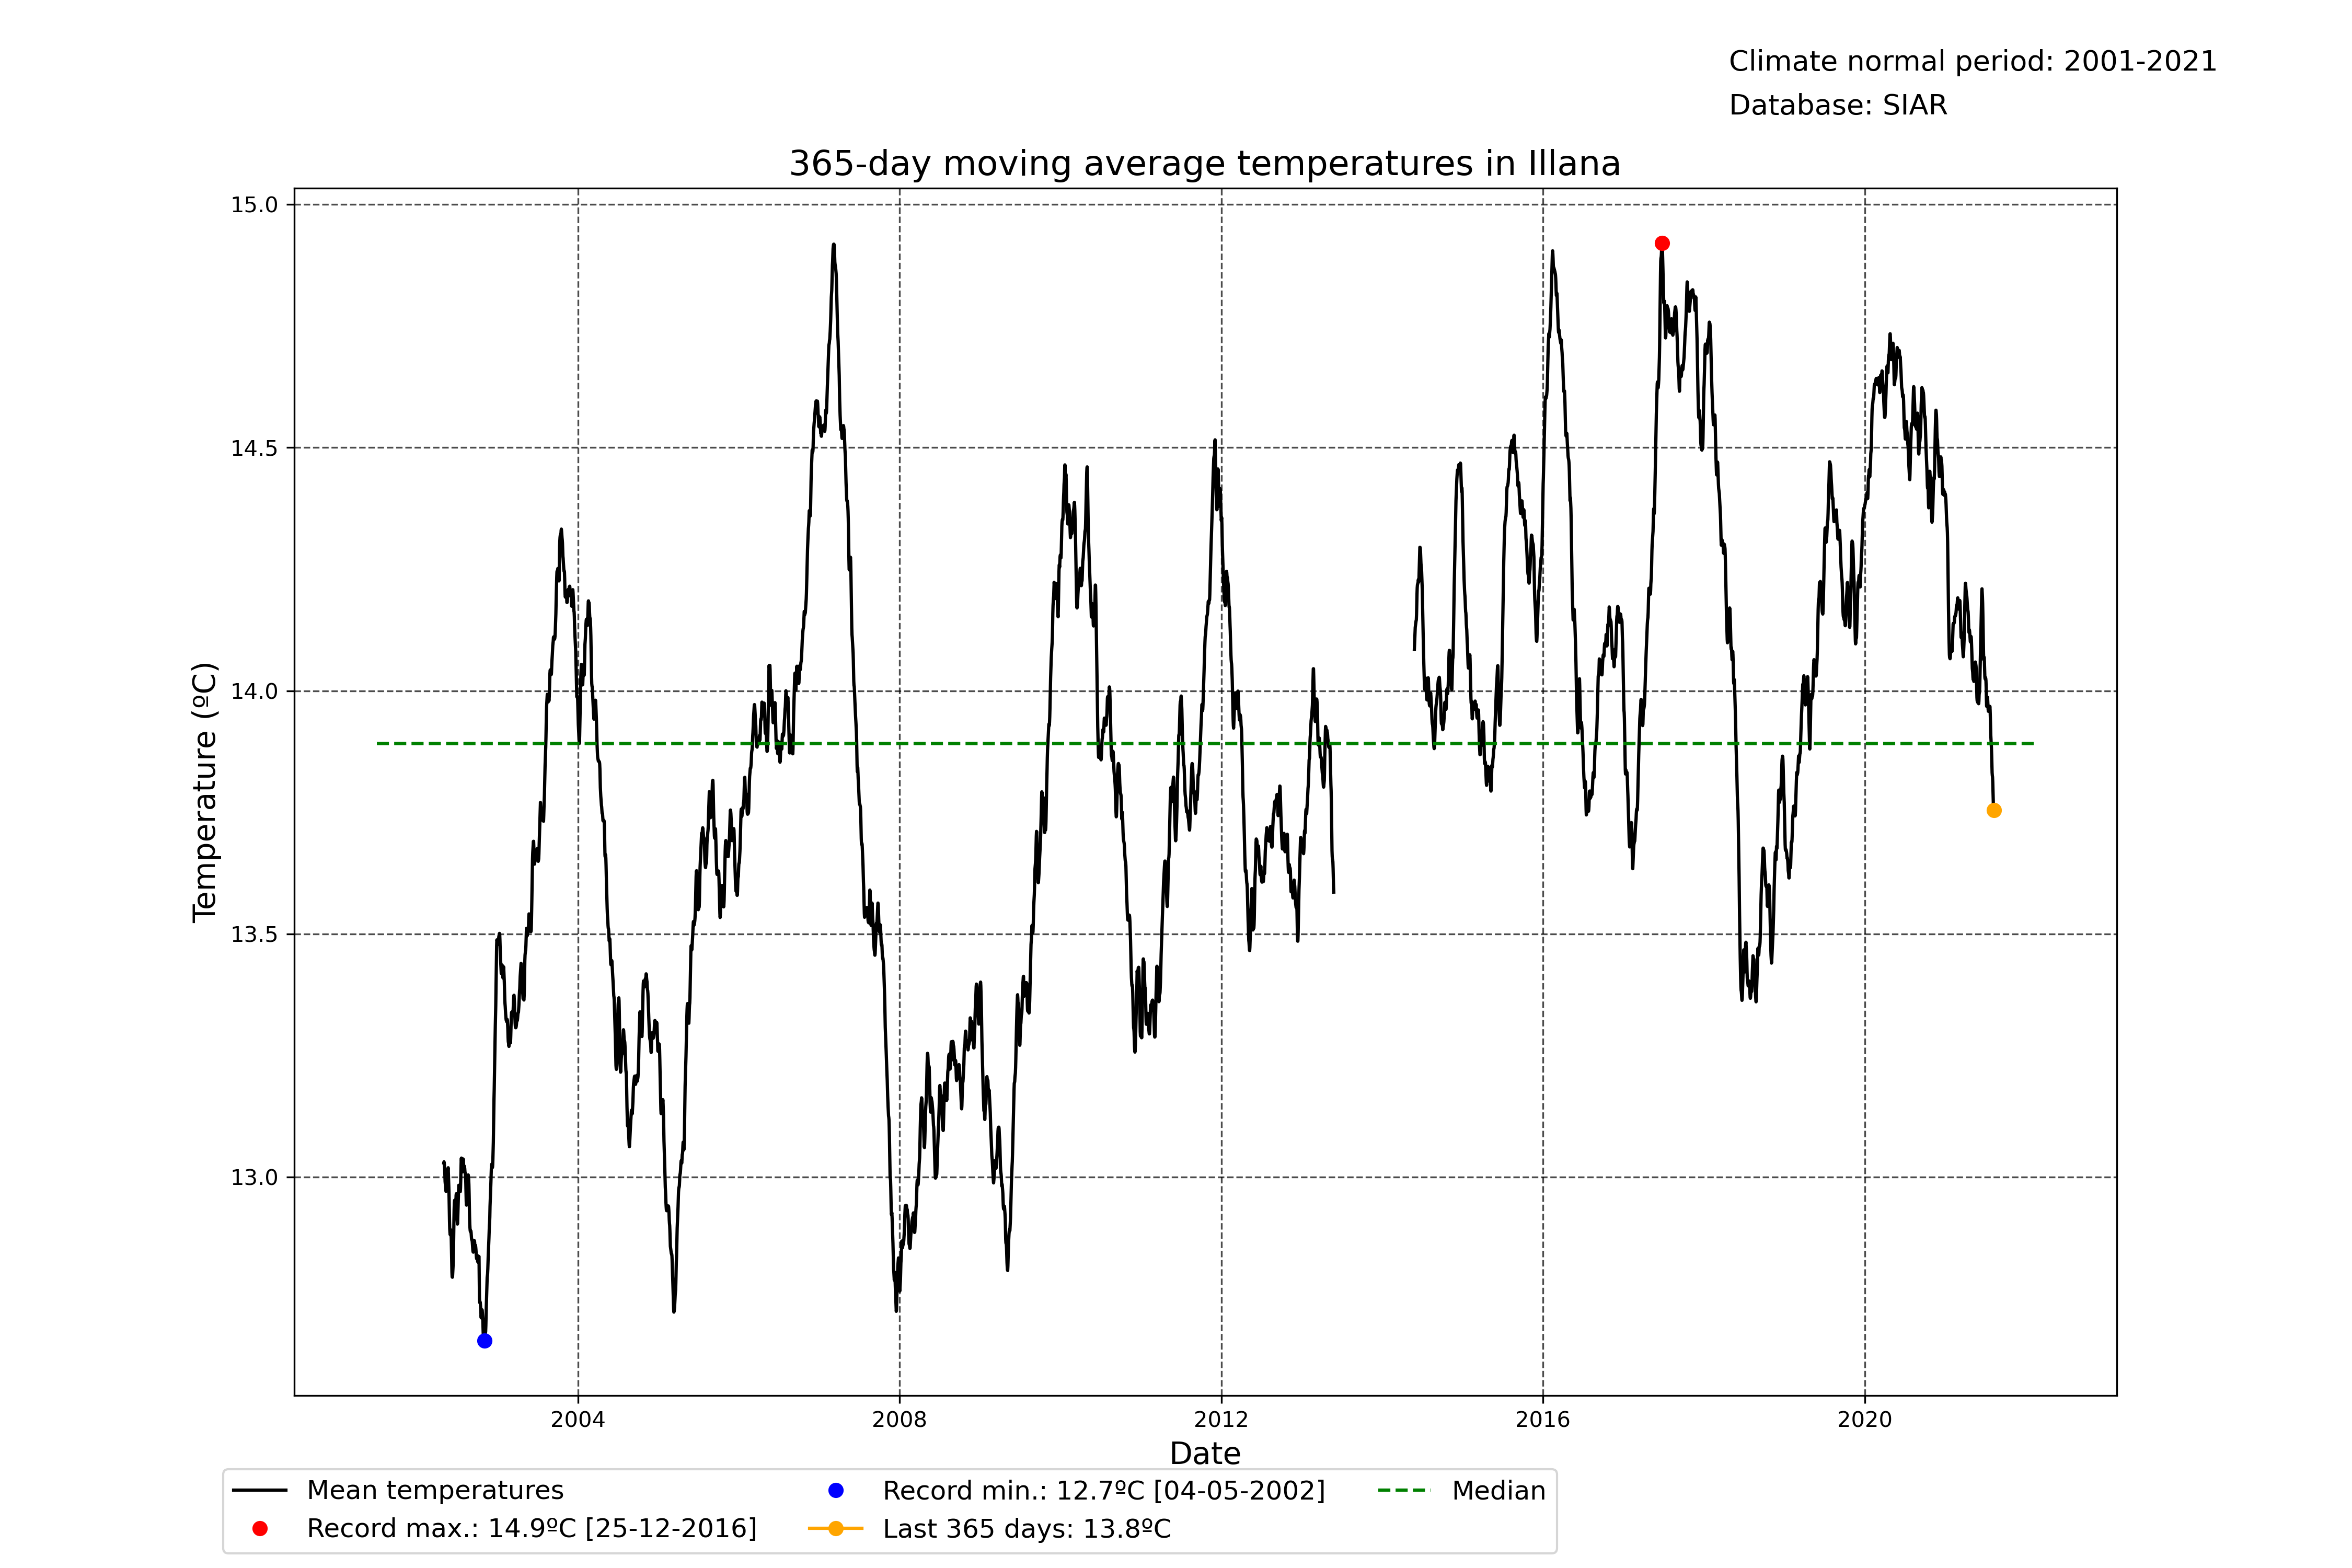 Climate normal period: 2001-2021
Database: SIAR
365-day moving average temperatures in Illana
15.0
14.5
14.0
13.5
13.0
Temperature (ºC)
2004 2008 2012 2016 2020
Date
Mean temperatures
Record max.: 14.9ºC [25-12-2016]
Record min.: 12.7ºC [04-05-2002]
Last 365 days: 13.8ºC
Median